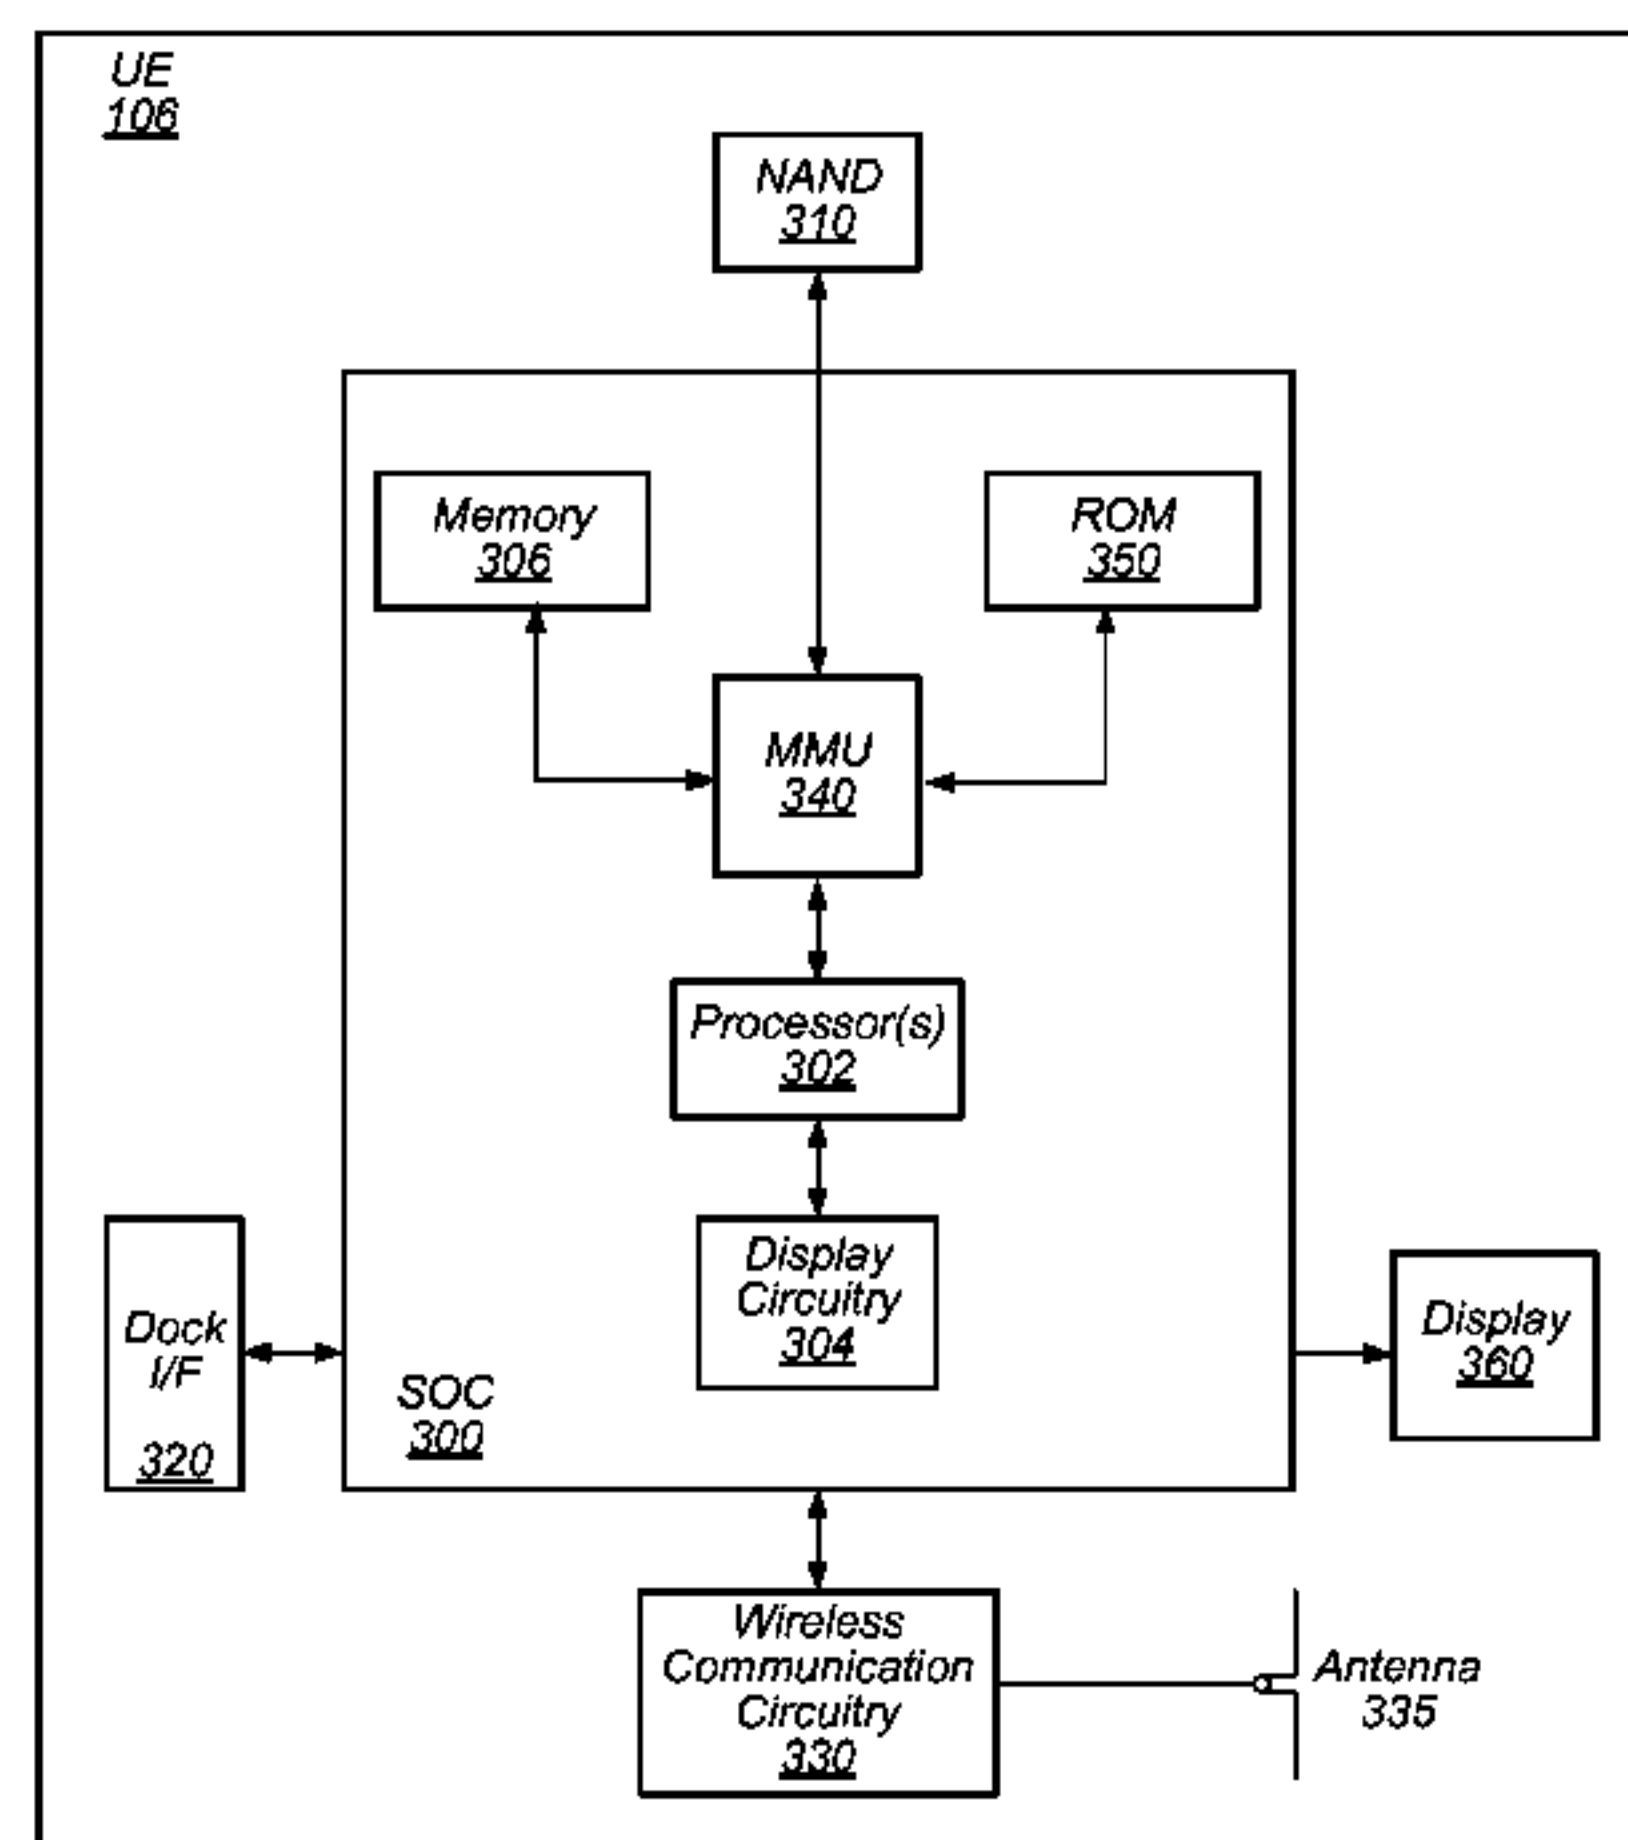 UE
106
NAND
310
Memory
306
ROM
350
MMU
340
Processor(s)
302
Display
Circuitry
304
Dock
I/F
320
SOC
300
Display
360
Wireless
Communication
Circuitry
330
Antenna
335